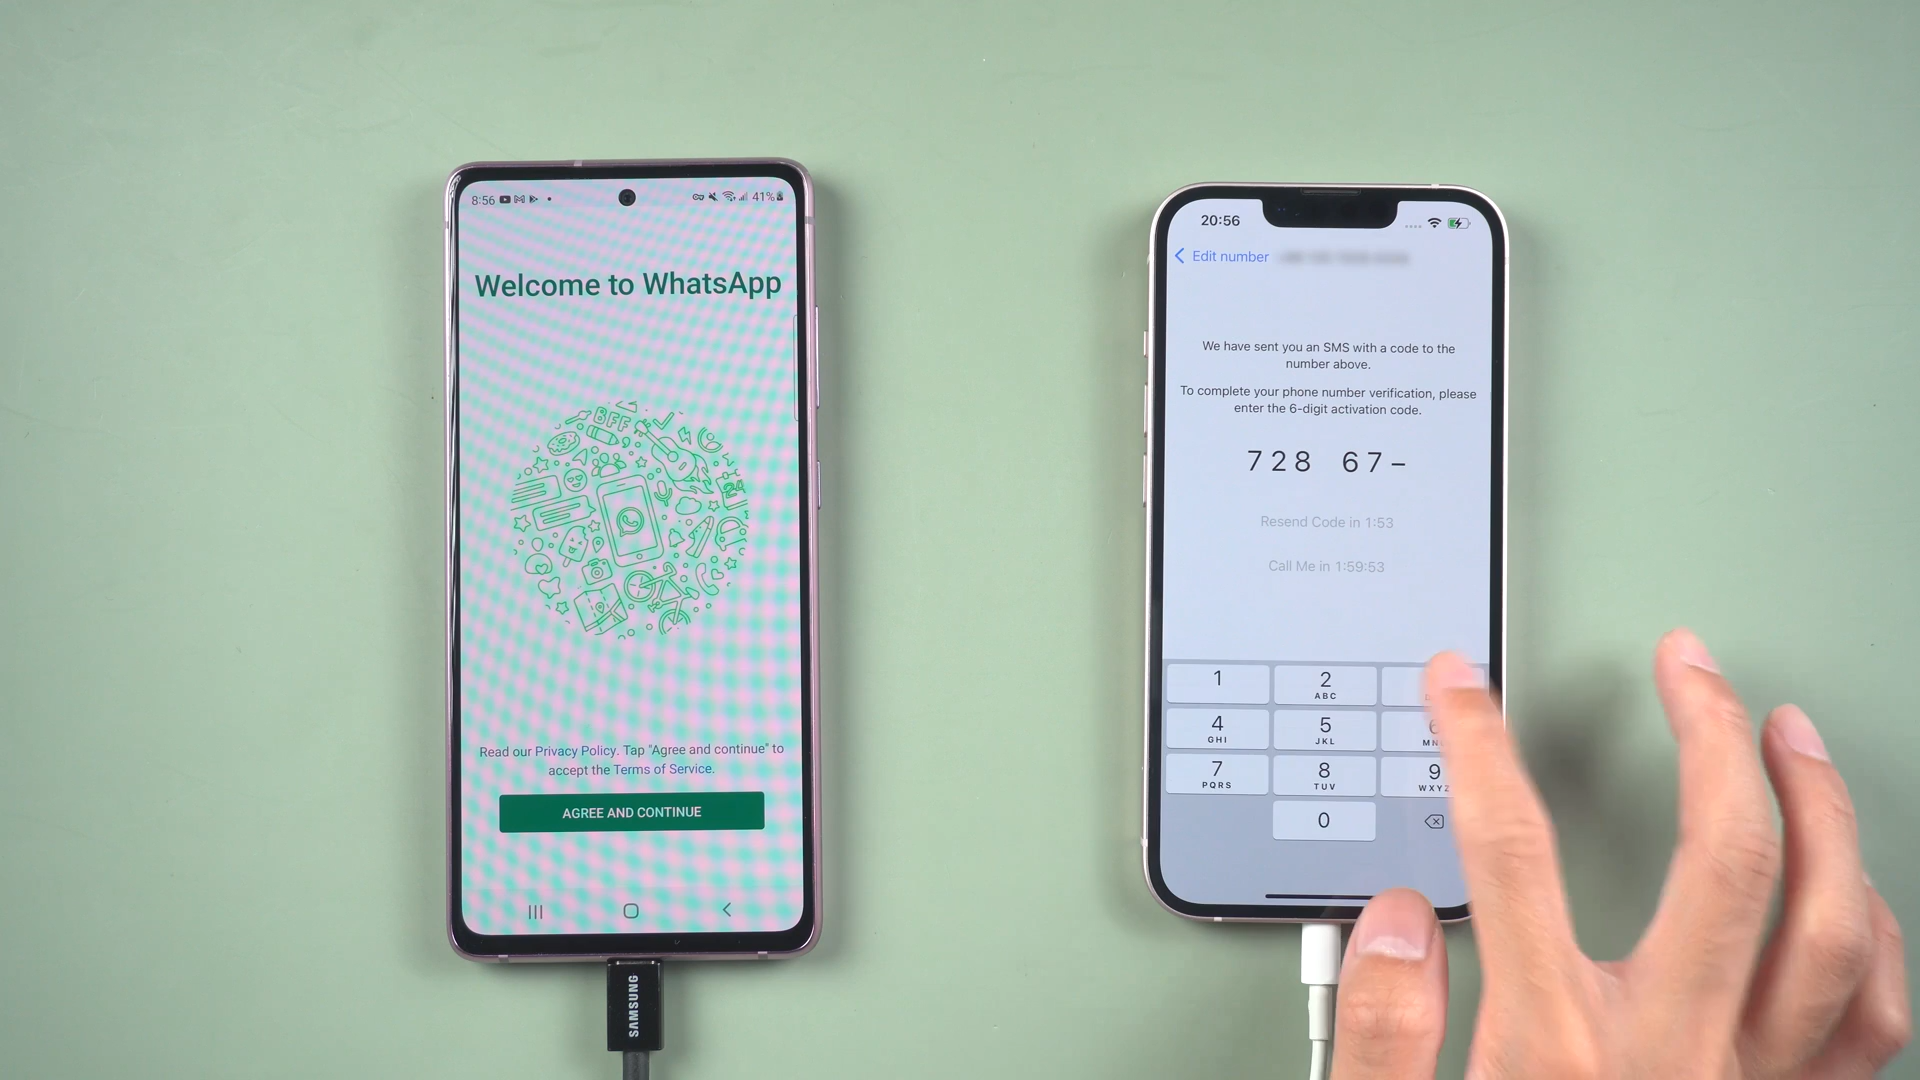 8:56
41%
Welcome to WhatsApp
BFF
24
Read our Privacy Policy. Tap "Agree and continue" to
accept the Terms of Service.
AGREE AND CONTINUE
SAMSUNG
20:56
Edit number
We have sent you an SMS with a code to the
number above.
To complete your phone number verification, please
enter the 6-digit activation code.
728 67–
Resend Code in 1:53
Call Me in 1:59:53
1
2
ABC
4
GHI
5
JKL
6
MN
7
PQRS
8
TUV
9
WXYZ
0